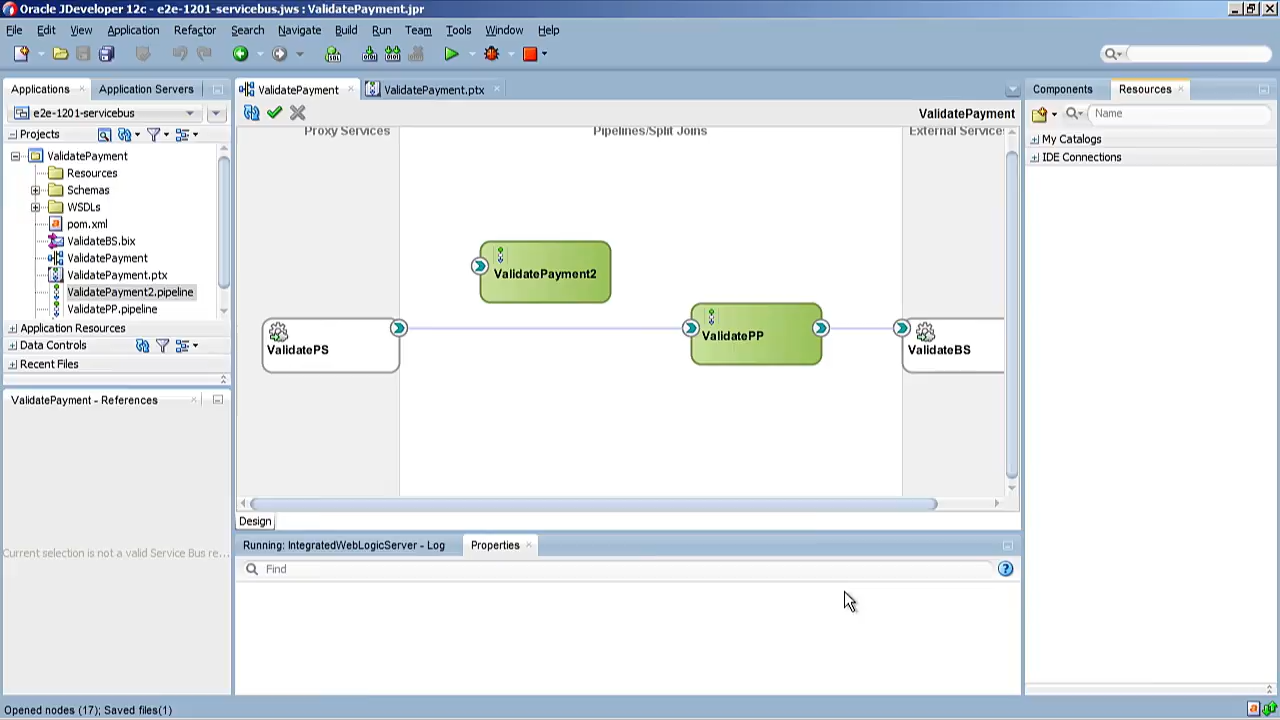 Oracle JDeveloper 12c - e2e-1201-servicebus.jws : ValidatePayment.jpr
File Edit View Application Refactor Search Navigate Build Run Team Tools Window Help
Applications Application Servers
e2e-1201-servicebus
Projects
ValidatePayment
Resources
Schemas
WSDLs
pom.xml
ValidateBS.bix
ValidatePayment
ValidatePayment.ptx
ValidatePayment2.pipeline
ValidatePP.pipeline
Application Resources
Data Controls
Recent Files
ValidatePayment - References
Current selection is not a valid Service Bus re...
ValidatePayment ValidatePayment.ptx
ValidatePayment
Proxy Services Pipelines/Split Joins External Services
ValidatePayment2
ValidatePP
ValidatePS
ValidateBS
Design
Running: IntegratedWebLogicServer - Log Properties
Find
Components Resources
Name
My Catalogs
IDE Connections
Opened nodes (17); Saved files(1)